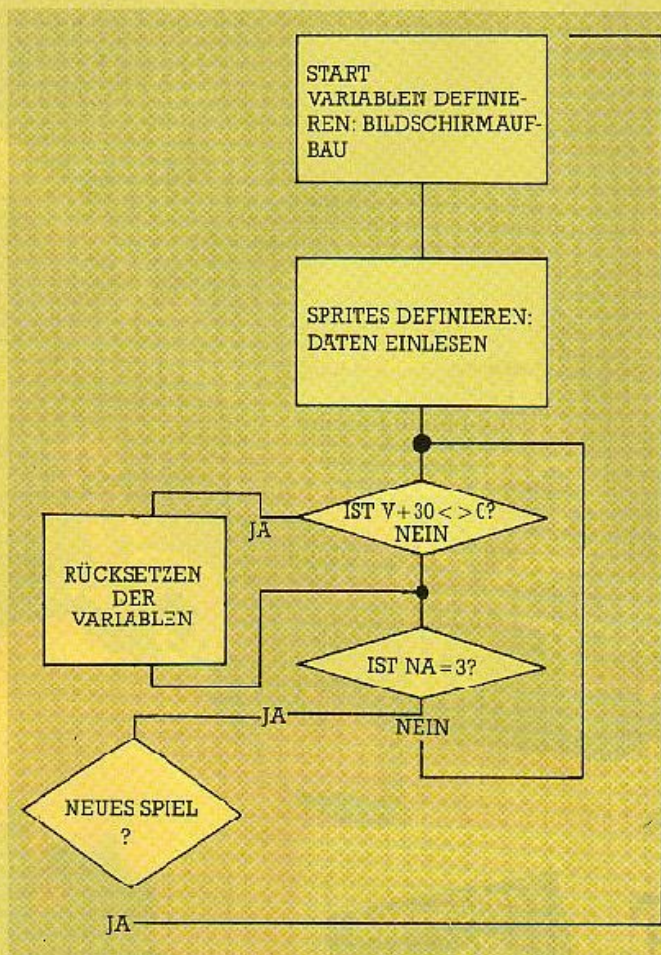 START
VARIABLEN DEFINIE-
REN: BILDSCHIRMAUF-
BAU
SPRITES DEFINIEREN:
DATEN EINLESEN
IST V+30<>0?
NEIN
JA
RÜCKSETZEN
DER
VARIABLEN
IST NA=3?
JA
NEIN
NEUES SPIEL
?
JA